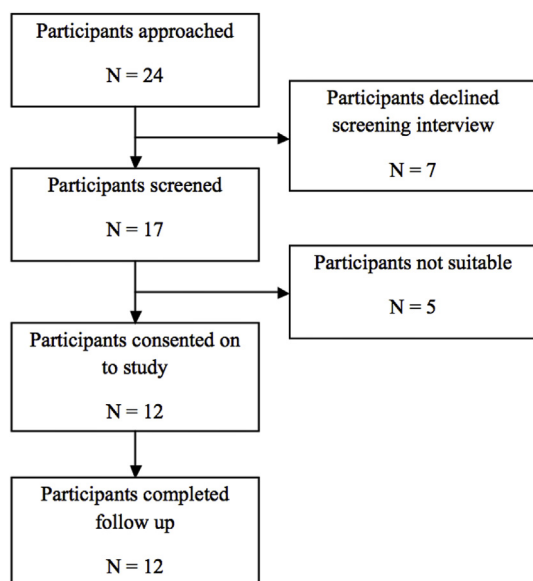 Participants approached
N = 24
Participants declined
screening interview
N = 7
Participants screened
N = 17
Participants not suitable
N = 5
Participants consented on
to study
N = 12
Participants completed
follow up
N = 12